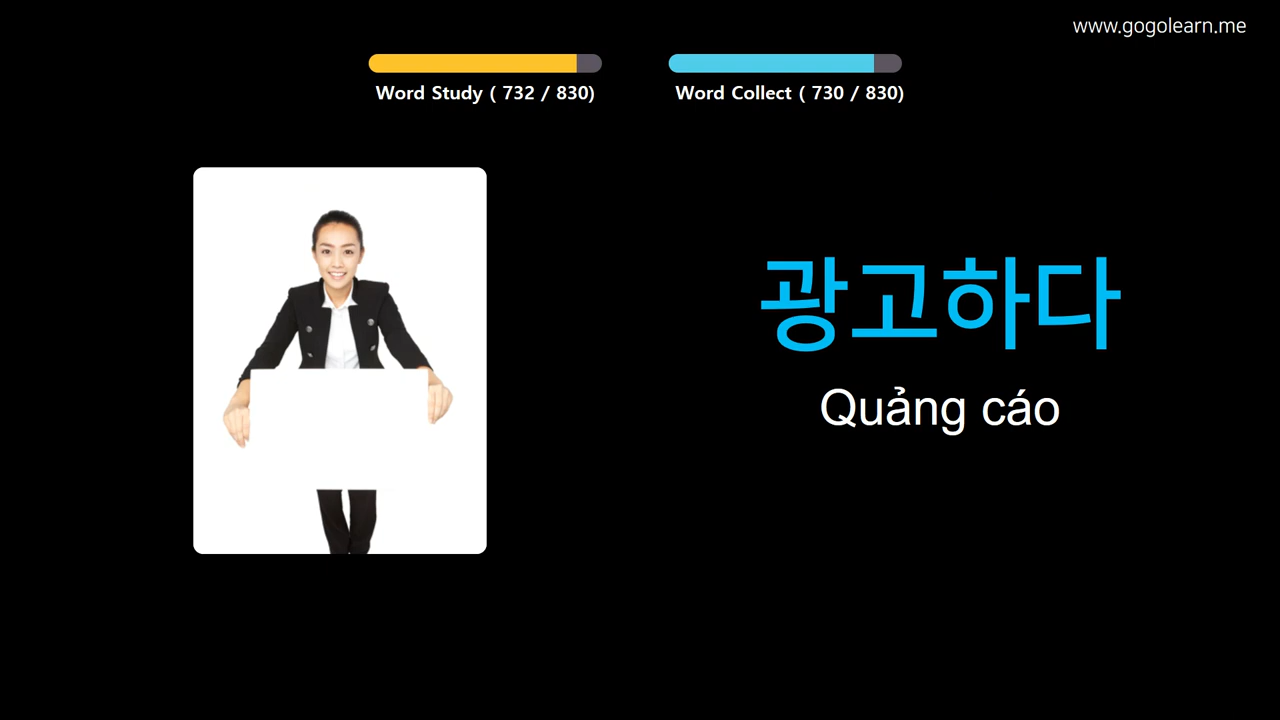 www.gogolearn.me
Word Study ( 732 / 830)
Word Collect ( 730 / 830)
광고하다
Quảng cáo